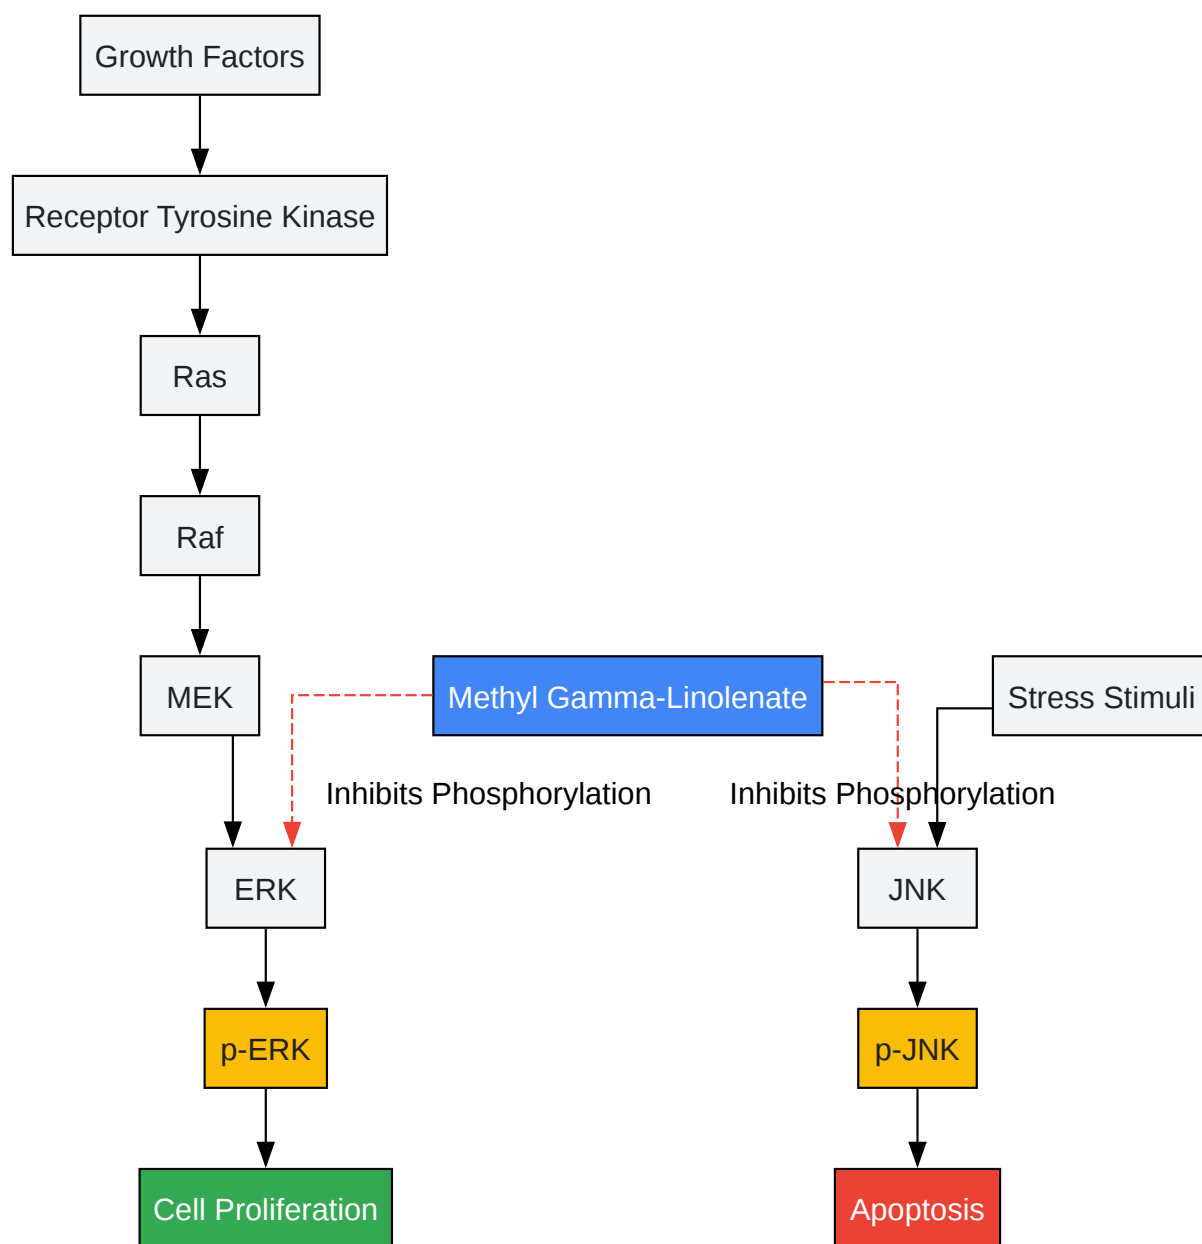 Growth Factors
Receptor Tyrosine Kinase
Ras
Raf
MEK
Methyl Gamma-Linolenate
Stress Stimuli
Inhibits Phosphorylation
Inhibits Phosphorylation
ERK
JNK
p-ERK
p-JNK
Cell Proliferation
Apoptosis